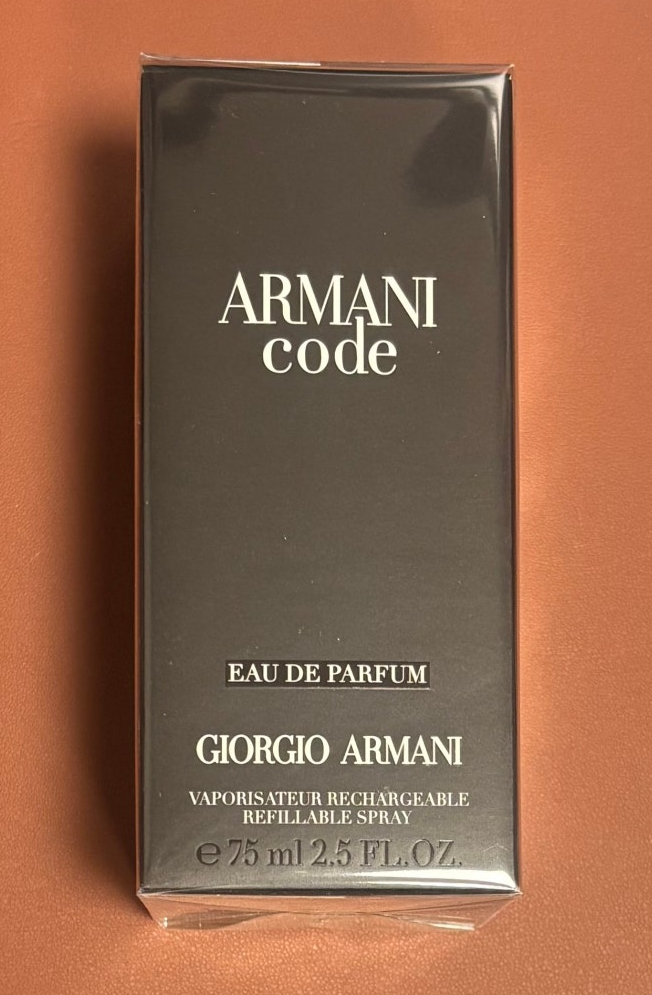 ARMANI
code
EAU DE PARFUM
GIORGIO ARMANI
VAPORISATEUR RECHARGEABLE
REFILLABLE SPRAY
℮ 75 ml 2.5 FL.OZ.